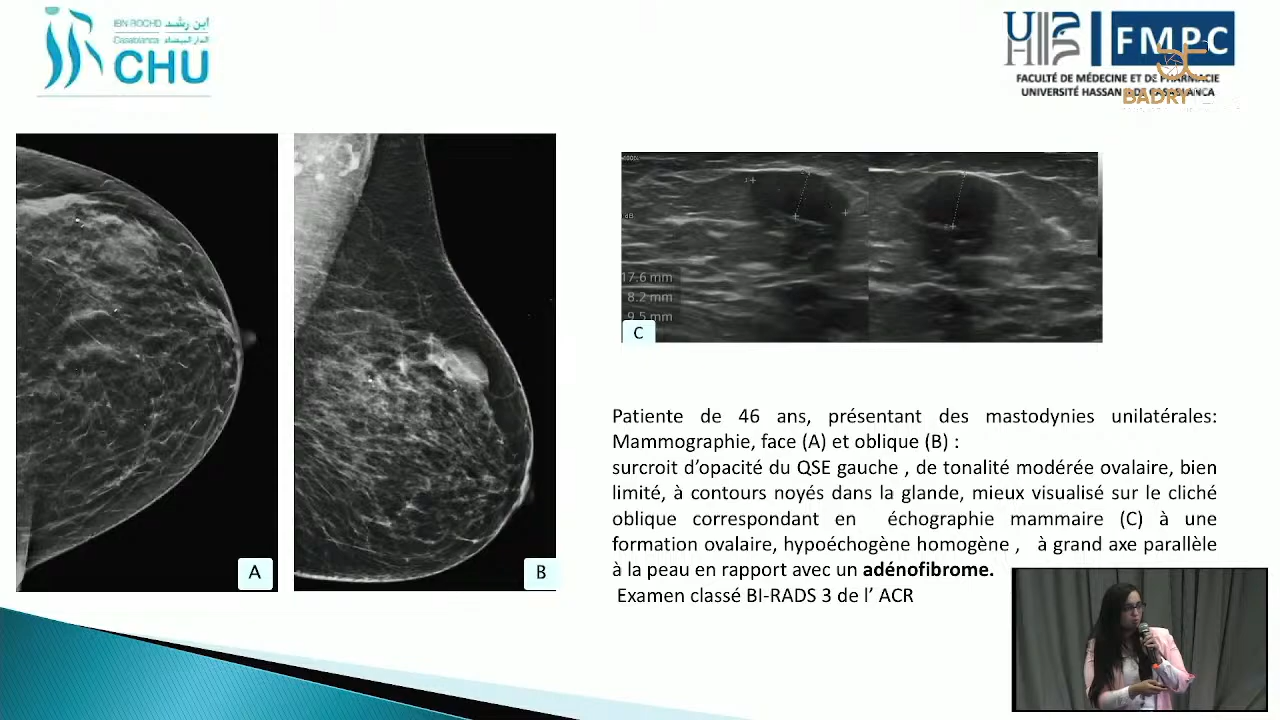 IBN ROCHD ابن رشد
Casablanca الدار البيضاء
CHU
FMPC
FACULTÉ DE MÉDECINE ET DE PHARMACIE
UNIVERSITÉ HASSAN CASABLANCA
BADRY
17.6 mm
8.2 mm
9.5 mm
A
B
C
Patiente de 46 ans, présentant des mastodynies unilatérales:
Mammographie, face (A) et oblique (B) :
surcroit d’opacité du QSE gauche , de tonalité modérée ovalaire, bien
limité, à contours noyés dans la glande, mieux visualisé sur le cliché
oblique correspondant en échographie mammaire (C) à une
formation ovalaire, hypoéchogène homogène , à grand axe parallèle
à la peau en rapport avec un adénofibrome.
Examen classé BI-RADS 3 de l’ ACR